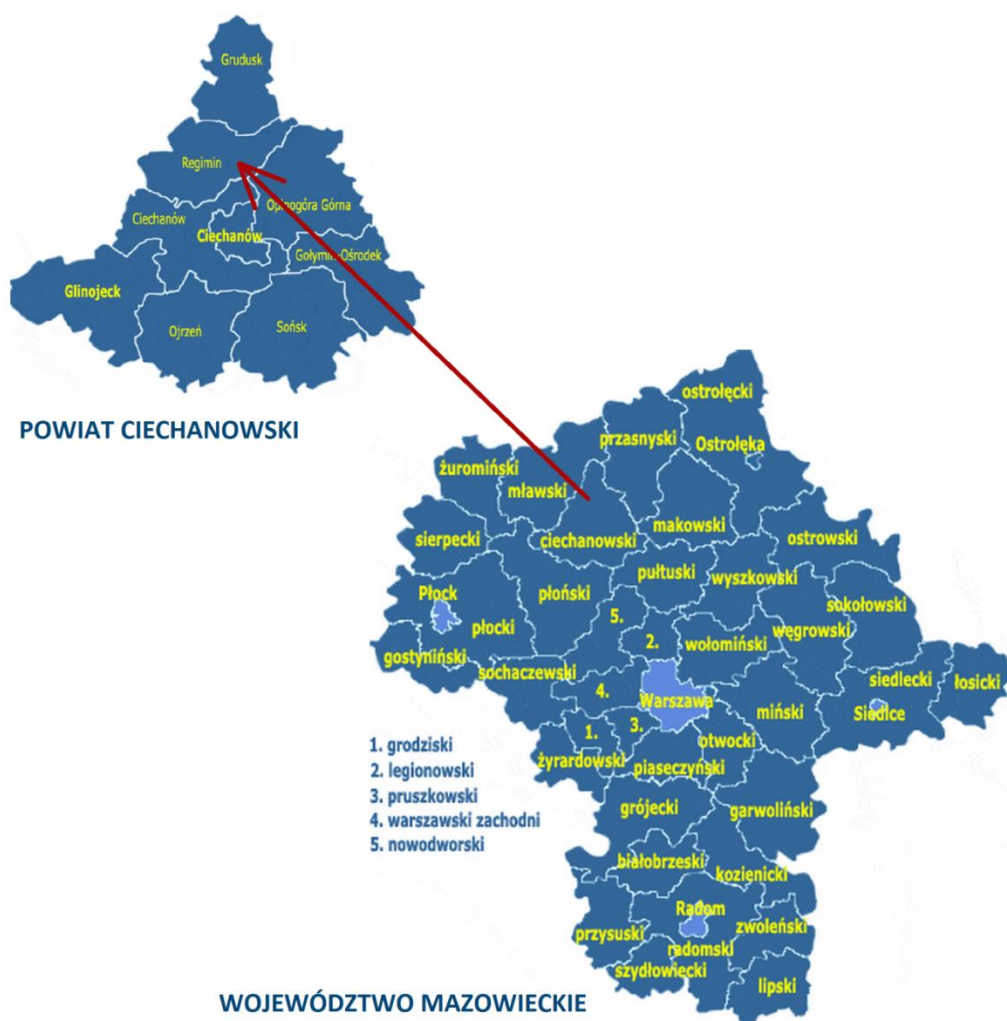 Grudusk
Regimin
Opinogóra Górna
Ciechanów
Ciechanów
Gołymin-Ośrodek
Glinojeck
Ojrzeń
Sońsk
POWIAT CIECHANOWSKI
ostrołęcki
przasnyski
Ostrołęka
żuromiński
mławski
makowski
sierpecki
ciechanowski
ostrowski
pułtuski
wyszkowski
Płock
płoński
sokołowski
5.
płocki
węgrowski
2.
wołomiński
gostyniński
sochaczewski
siedlecki
łosicki
4.
Warszawa
miński
Siedlce
3.
1.
otwocki
żyrardowski
piaseczyński
1. grodziski
2. legionowski
3. pruszkowski
4. warszawski zachodni
5. nowodworski
grójecki
garwoliński
białobrzeski
kozienicki
Radom
zwoleński
przysuski
radomski
szydłowiecki
lipski
WOJEWÓDZTWO MAZOWIECKIE